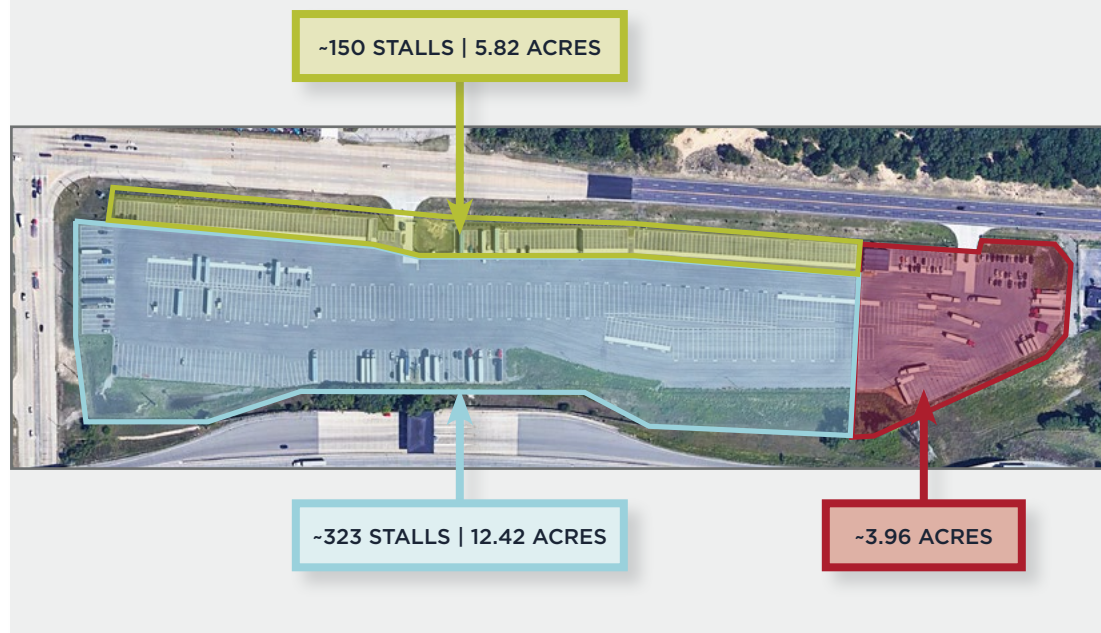 ~150 STALLS | 5.82 ACRES
~323 STALLS | 12.42 ACRES
~3.96 ACRES